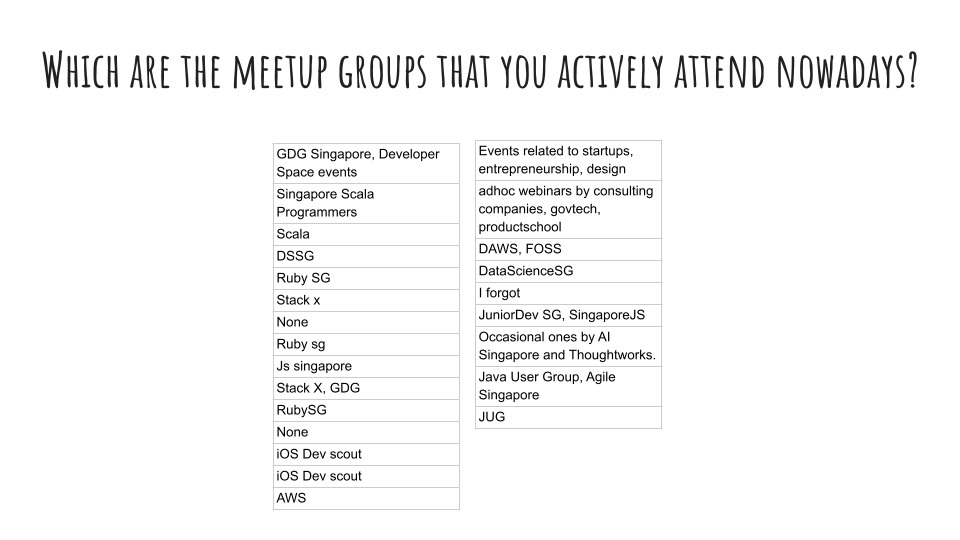 Which are the meetup groups that you actively attend nowadays?
GDG Singapore, Developer
Space events
Singapore Scala
Programmers
Scala
DSSG
Ruby SG
Stack x
None
Ruby sg
Js singapore
Stack X, GDG
RubySG
None
iOS Dev scout
iOS Dev scout
AWS
Events related to startups,
entrepreneurship, design
adhoc webinars by consulting
companies, govtech,
productschool
DAWS, FOSS
DataScienceSG
I forgot
JuniorDev SG, SingaporeJS
Occasional ones by AI
Singapore and Thoughtworks.
Java User Group, Agile
Singapore
JUG